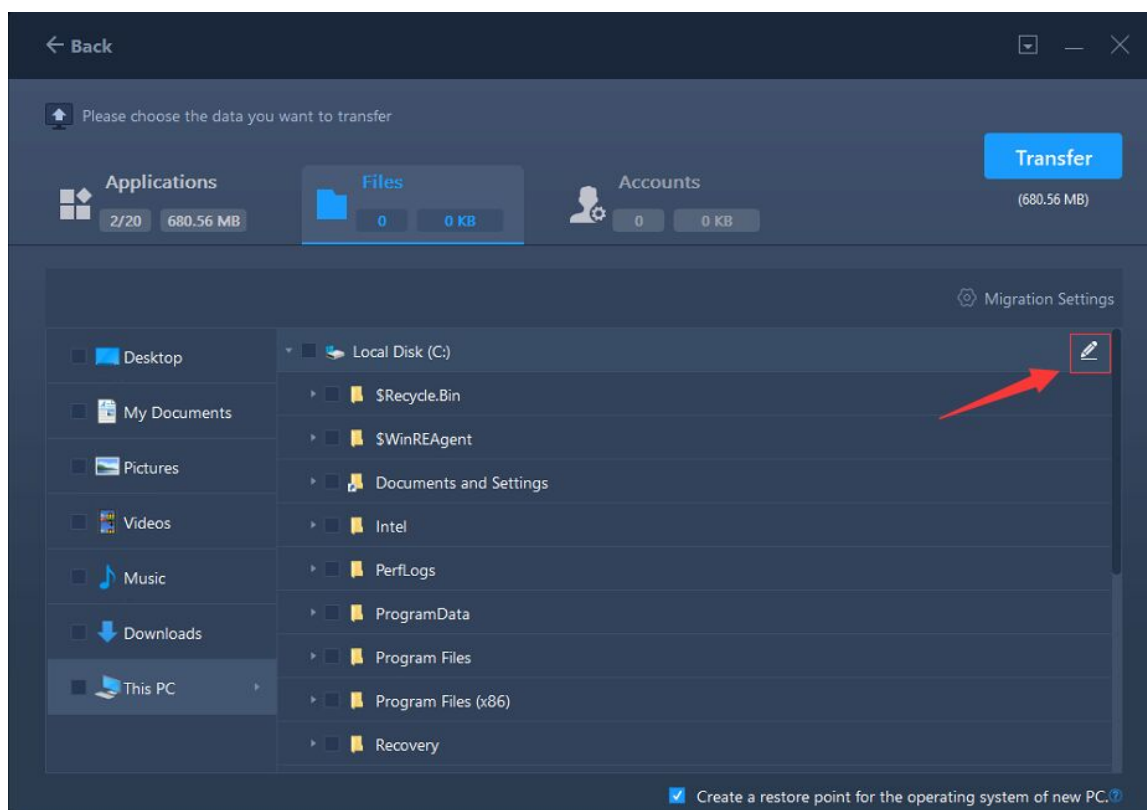 Back
Please choose the data you want to transfer
Transfer
(680.56 MB)
Applications
2/20 680.56 MB
Files
0 0 KB
Accounts
0 0 KB
Migration Settings
Desktop
My Documents
Pictures
Videos
Music
Downloads
This PC
Local Disk (C:)
$Recycle.Bin
$WinREAgent
Documents and Settings
Intel
PerfLogs
ProgramData
Program Files
Program Files (x86)
Recovery
Create a restore point for the operating system of new PC.?